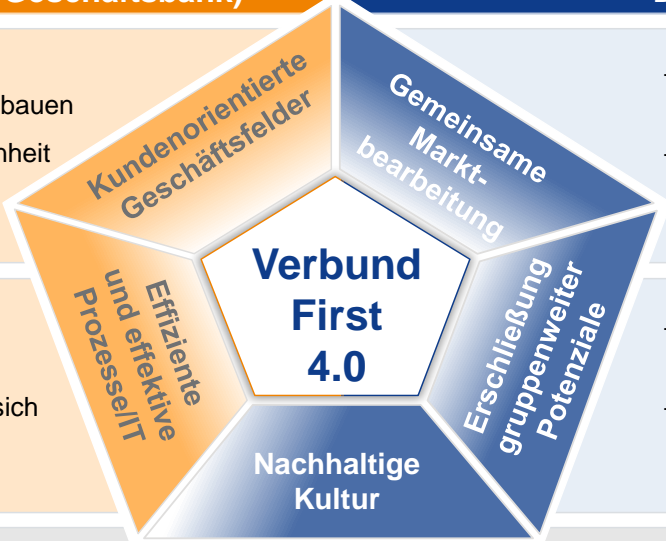 Geschäftsbank)
bauen
nheit
sich
Kundenorientierte
Geschäftsfelder
Gemeinsame
Markt-
bearbeitung
Effiziente
und effektive
Prozesse/IT
Verbund
First
4.0
Erschließung
gruppenweiter
Potenziale
Nachhaltige
Kultur